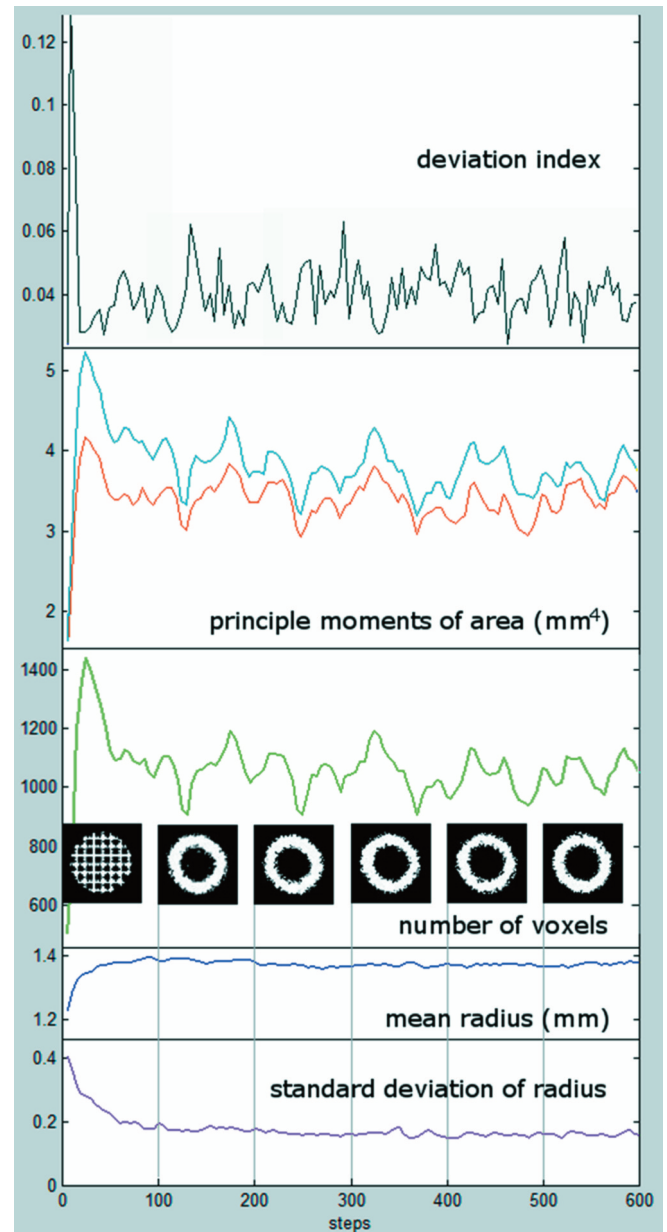 0.12
0.1
0.08
0.06
0.04
deviation index
5
4
3
2
principle moments of area (mm⁴)
1400
1200
1000
800
600
number of voxels
1.4
1.2
mean radius (mm)
0.4
0.2
0
standard deviation of radius
0 100 200 300 400 500 600
steps